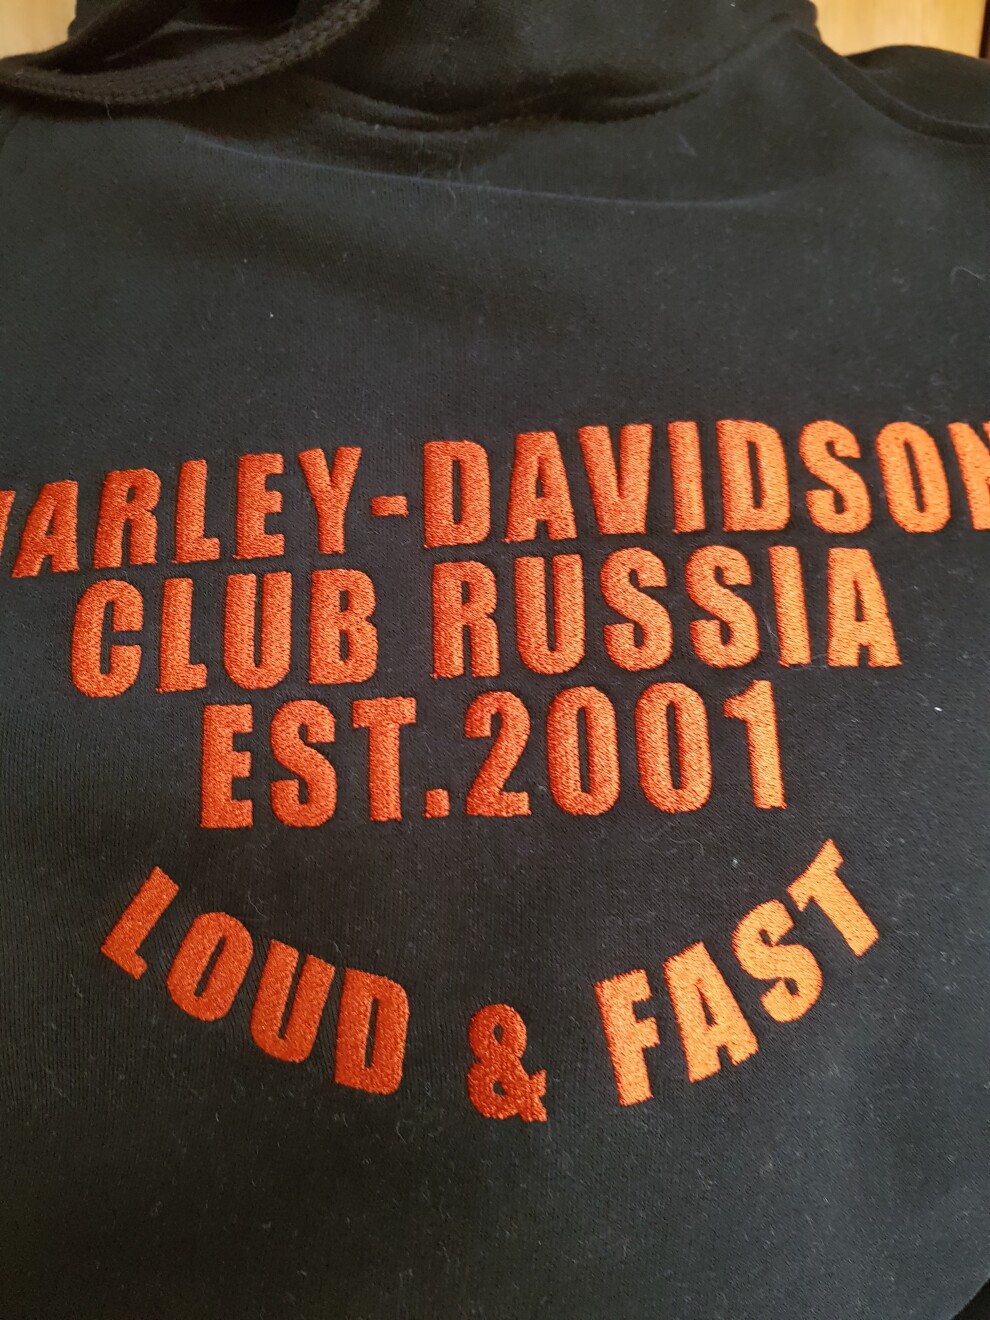 HARLEY-DAVIDSON
CLUB RUSSIA
EST.2001
LOUD & FAST